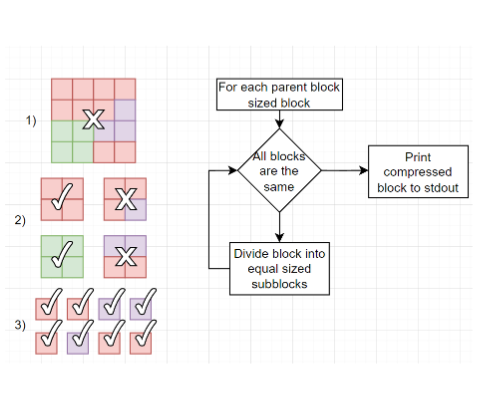 For each parent block
sized block
1)
All blocks
are the
same
Print
compressed
block to stdout
2)
Divide block into
equal sized
subblocks
3)